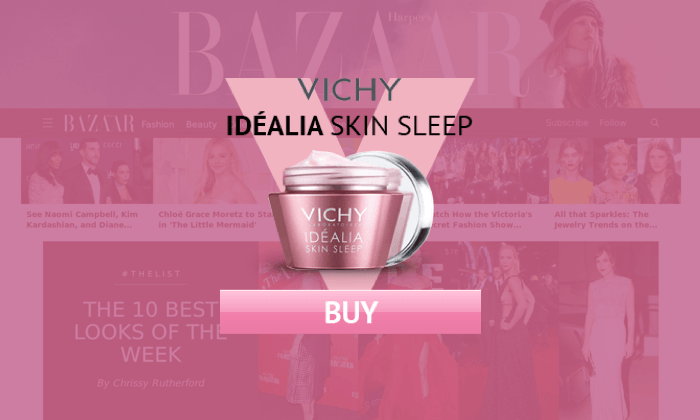 Harper's
BAZAAR
VICHY
IDÉALIA SKIN SLEEP
BAZAAR Fashion Beauty Subscribe Follow
See Naomi Campbell, Kim
Kardashian, and Diane...
Chloë Grace Moretz to Sta
in 'The Little Mermaid'
atch How the Victoria's
cret Fashion Show...
All that Sparkles: The
Jewelry Trends on the...
VICHY
LABORATOIRES
IDÉALIA
SKIN SLEEP
#THELIST
THE 10 BEST
LOOKS OF THE
WEEK
By Chrissy Rutherford
BUY